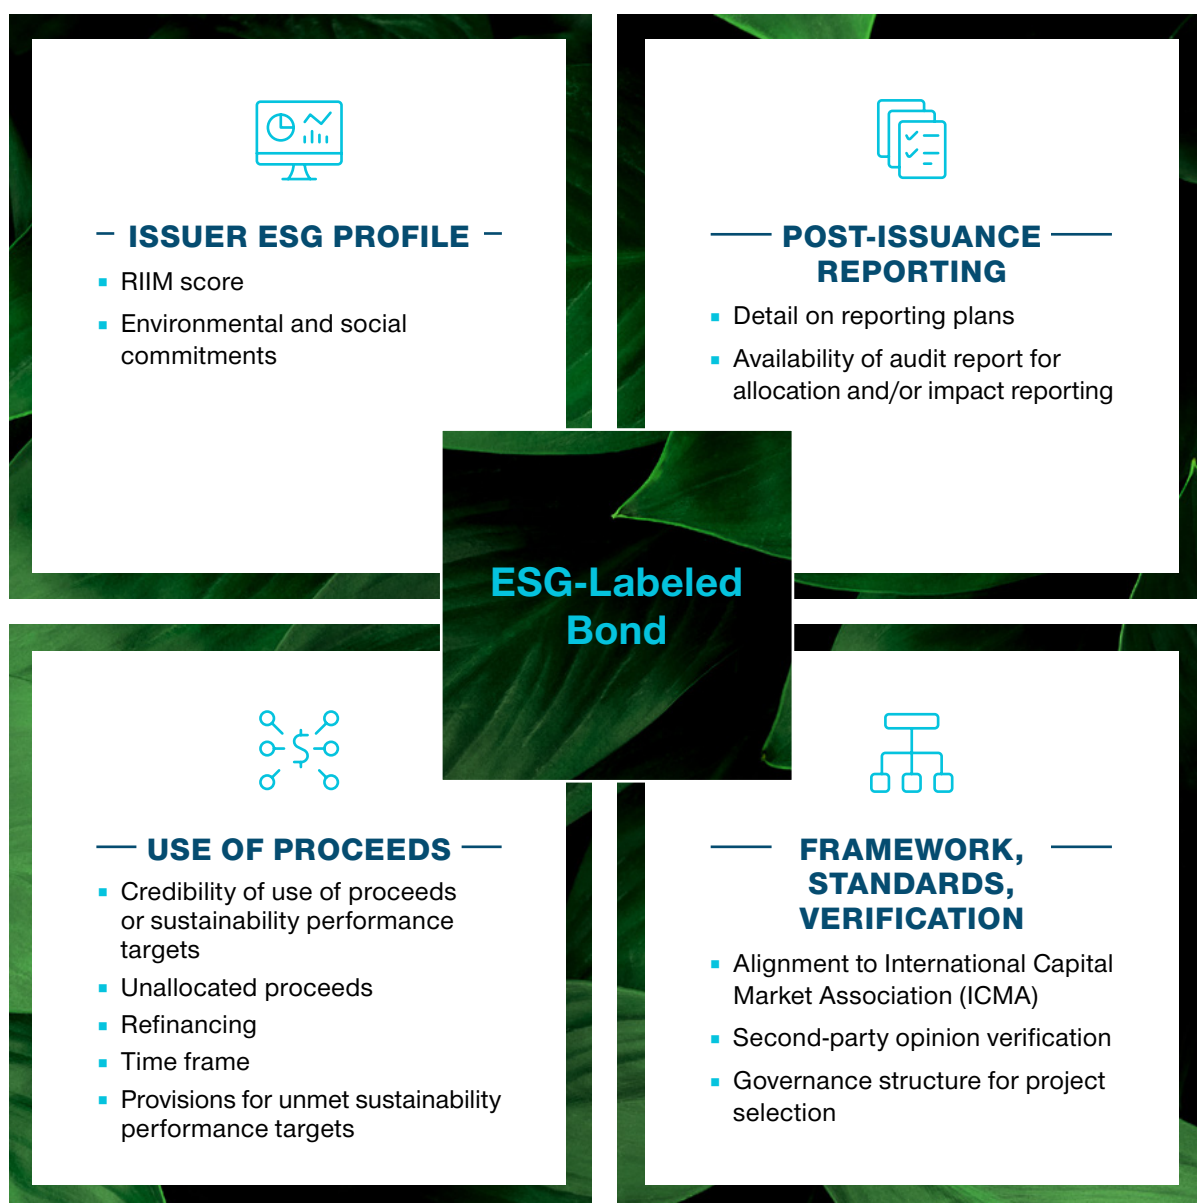 ISSUER ESG PROFILE
RIIM score
Environmental and social
commitments
POST-ISSUANCE
REPORTING
Detail on reporting plans
Availability of audit report for
allocation and/or impact reporting
ESG-Labeled
Bond
USE OF PROCEEDS
Credibility of use of proceeds
or sustainability performance
targets
Unallocated proceeds
Refinancing
Time frame
Provisions for unmet sustainability
performance targets
FRAMEWORK,
STANDARDS,
VERIFICATION
Alignment to International Capital
Market Association (ICMA)
Second-party opinion verification
Governance structure for project
selection